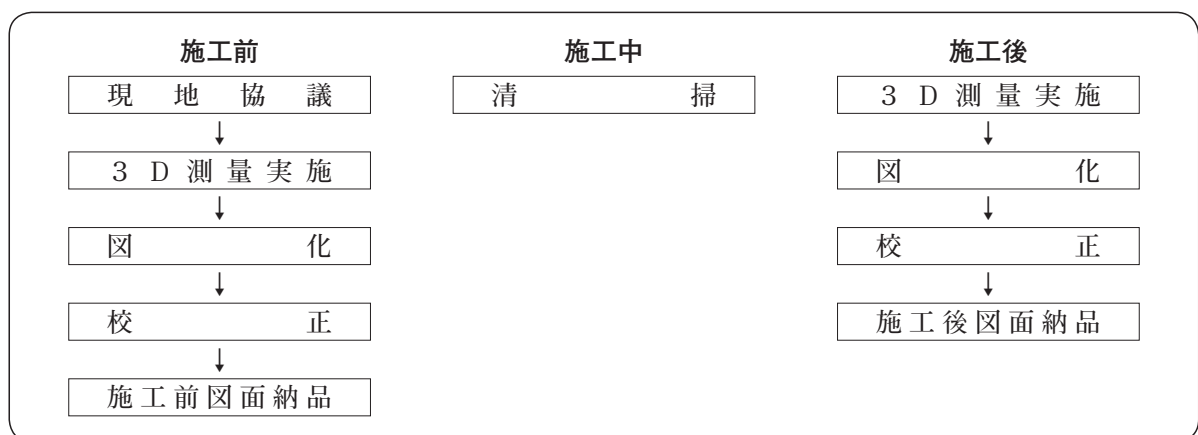 施工前
現地協議
↓
3D測量実施
↓
図化
↓
校正
↓
施工前図面納品
施工中
清掃
施工後
3D測量実施
↓
図化
↓
校正
↓
施工後図面納品